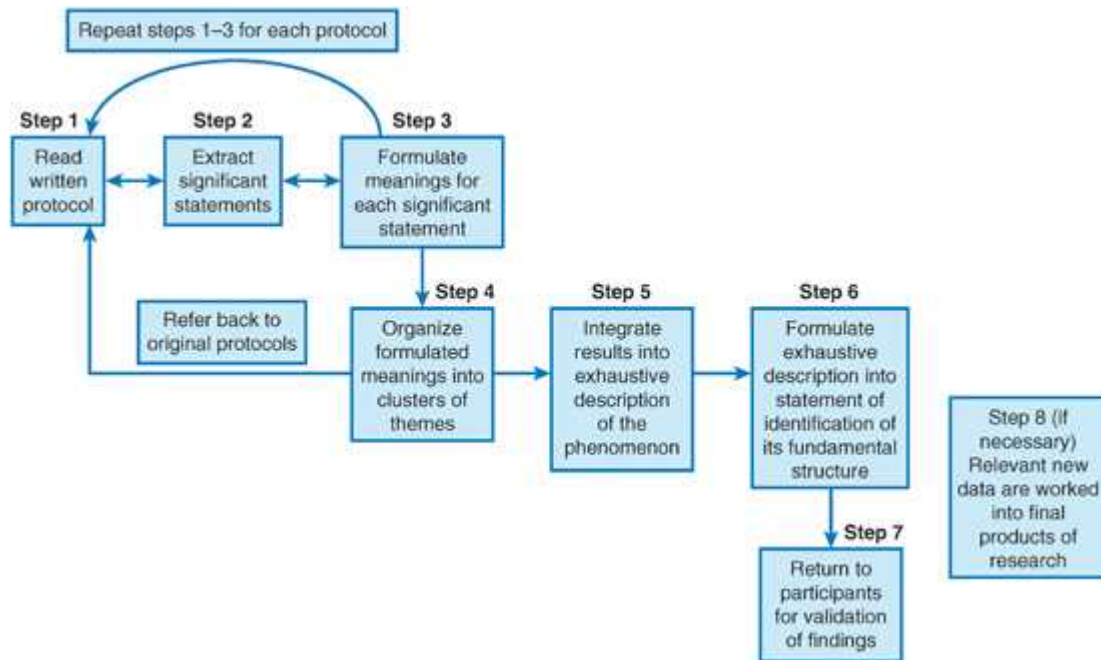 Repeat steps 1–3 for each protocol
Step 1
Read
written
protocol
Step 2
Extract
significant
statements
Step 3
Formulate
meanings for
each significant
statement
Refer back to
original protocols
Step 4
Organize
formulated
meanings into
clusters of
themes
Step 5
Integrate
results into
exhaustive
description
of the
phenomenon
Step 6
Formulate
exhaustive
description into
statement of
identification of
its fundamental
structure
Step 7
Return to
participants
for validation
of findings
Step 8 (if
necessary)
Relevant new
data are worked
into final
products of
research